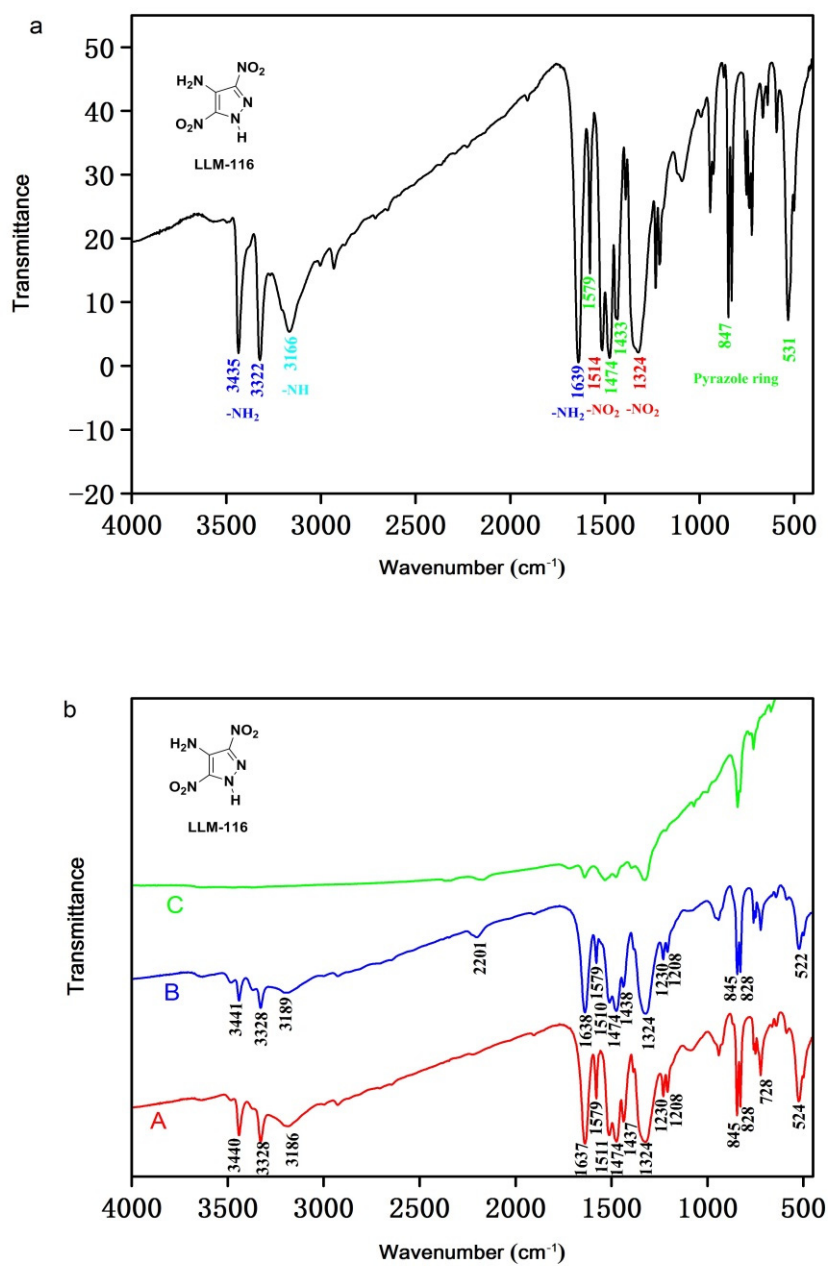 a
50
40
30
20
10
0
−10
−20
Transmittance
H₂N
NO₂
N
O₂N
N
H
LLM-116
3435
3322
-NH₂
3166
-NH
1639
-NH₂
1579
1514
-NO₂
1474
1433
1324
-NO₂
847
531
Pyrazole ring
4000 3500 3000 2500 2000 1500 1000 500
Wavenumber (cm⁻¹)
b
Transmittance
H₂N
NO₂
N
O₂N
N
H
LLM-116
C
B
3441
3328
3189
2201
1638
1579
1510
1474
1438
1324
1230
1208
845
828
522
A
3440
3328
3186
1637
1579
1511
1474
1437
1324
1230
1208
845
828
728
524
4000 3500 3000 2500 2000 1500 1000 500
Wavenumber (cm⁻¹)